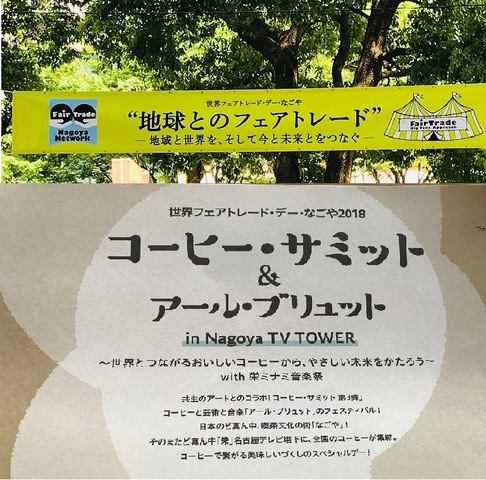 世界フェアトレード・デー・なごや
Fair Trade
Nagoya
Network
“地球とのフェアトレード”
―地域と世界を、そして今と未来とをつなぐ―
FairTrade
Big Tent Approach
世界フェアトレード・デー・なごや2018
コーヒー・サミット
&
アール・ブリュット
in Nagoya TV TOWER
～世界とつながるおいしいコーヒーから、やさしい未来をかたろう～
with 栄ミナミ音楽祭
共生のアートとのコラボ!「コーヒー・サミット 第3弾」
コーヒーと芸術と音楽「アール・ブリュット」のフェスティバル!
日本のど真ん中、喫茶文化の街「なごや」!
そのまたど真ん中「栄」名古屋テレビ塔下に、全国のコーヒーが集結。
コーヒーで繋がる美味しいづくしのスペシャルデー!